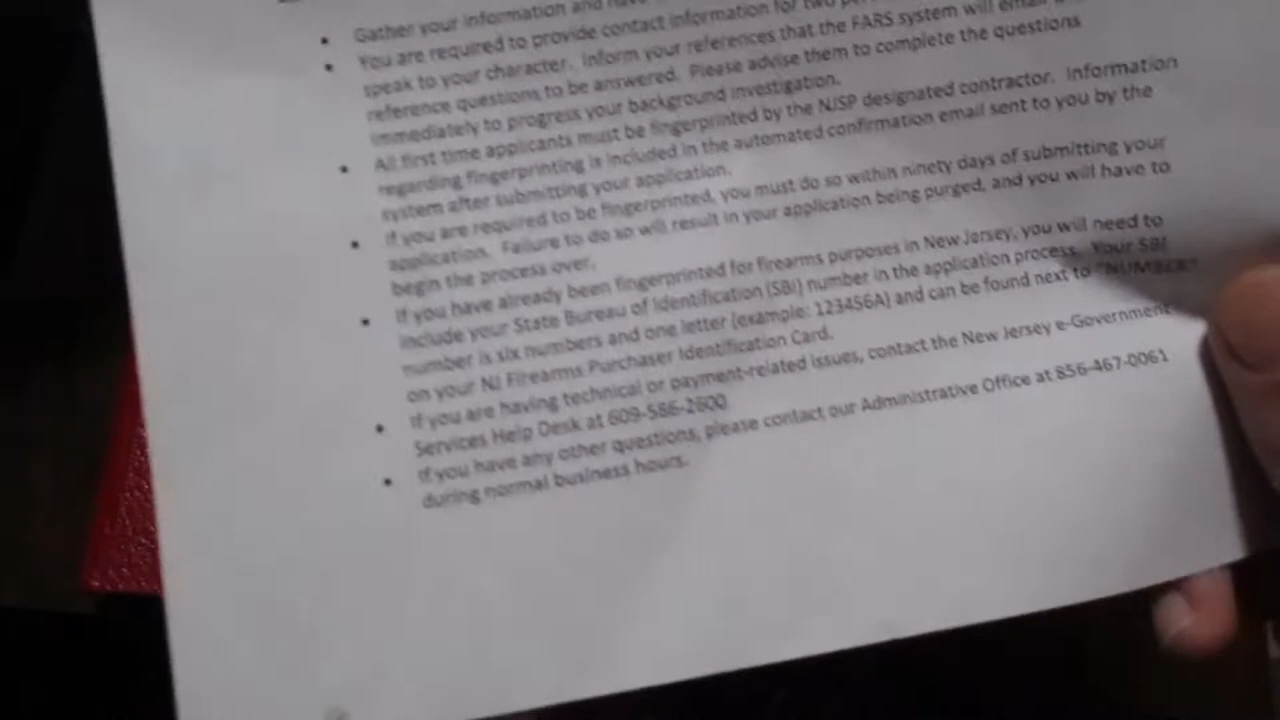 Gather your information and have
You are required to provide contact information for two
speak to your character. Inform your references that the FARS system will email
reference questions to be answered. Please advise them to complete the questions
immediately to progress your background investigation.
All first time applicants must be fingerprinted by the NJSP designated contractor. Information
regarding fingerprinting is included in the automated confirmation email sent to you by the
system after submitting your application.
If you are required to be fingerprinted, you must do so within ninety days of submitting your
application. Failure to do so will result in your application being purged, and you will have to
begin the process over.
If you have already been fingerprinted for firearms purposes in New Jersey, you will need to
include your State Bureau of Identification (SBI) number in the application process. Your SBI
number is six numbers and one letter (example: 123456A) and can be found next to "NUMBER"
on your NJ Firearms Purchaser Identification Card.
If you are having technical or payment-related issues, contact the New Jersey e-Government
Services Help Desk at 609-586-2600
If you have any other questions, please contact our Administrative Office at 856-467-0061
during normal business hours.